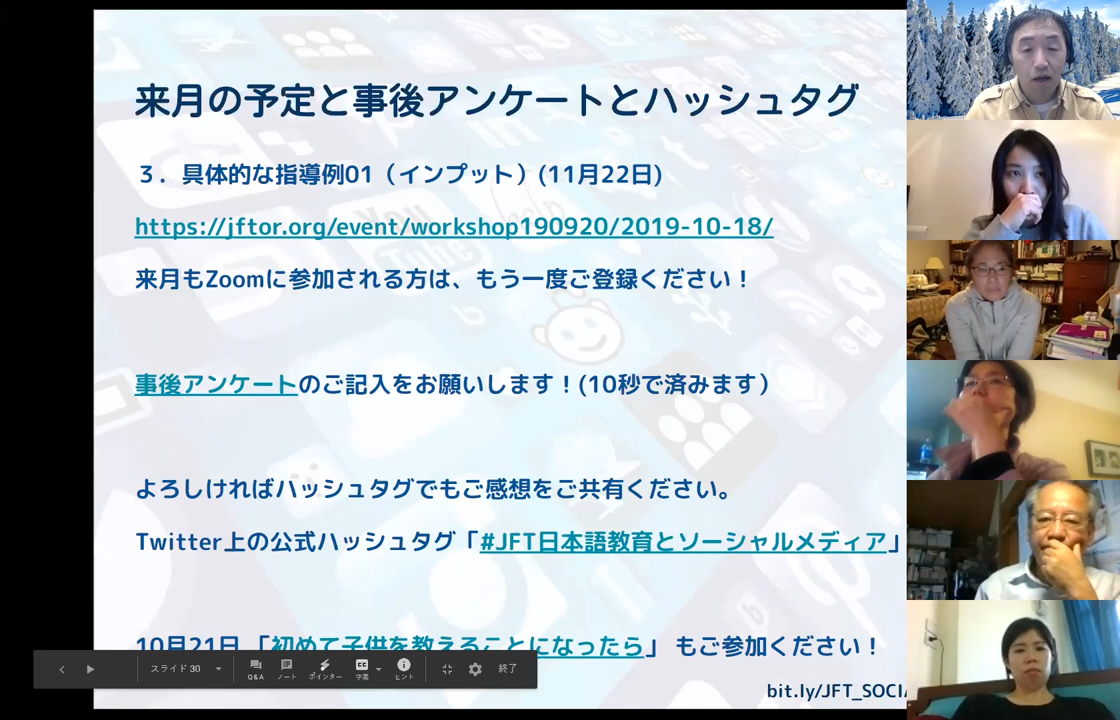 来月の予定と事後アンケートとハッシュタグ
３．具体的な指導例01（インプット）(11月22日)
https://jftor.org/event/workshop190920/2019-10-18/
来月もZoomに参加される方は、もう一度ご登録ください！
事後アンケートのご記入をお願いします！(10秒で済みます）
よろしければハッシュタグでもご感想をご共有ください。
Twitter上の公式ハッシュタグ「#JFT日本語教育とソーシャルメディア」
10月21日 「初めて子供を教えることになったら」 もご参加ください！
スライド 30 Q&A ノート ポインター 字幕 ヒント 終了
bit.ly/JFT_SOCI